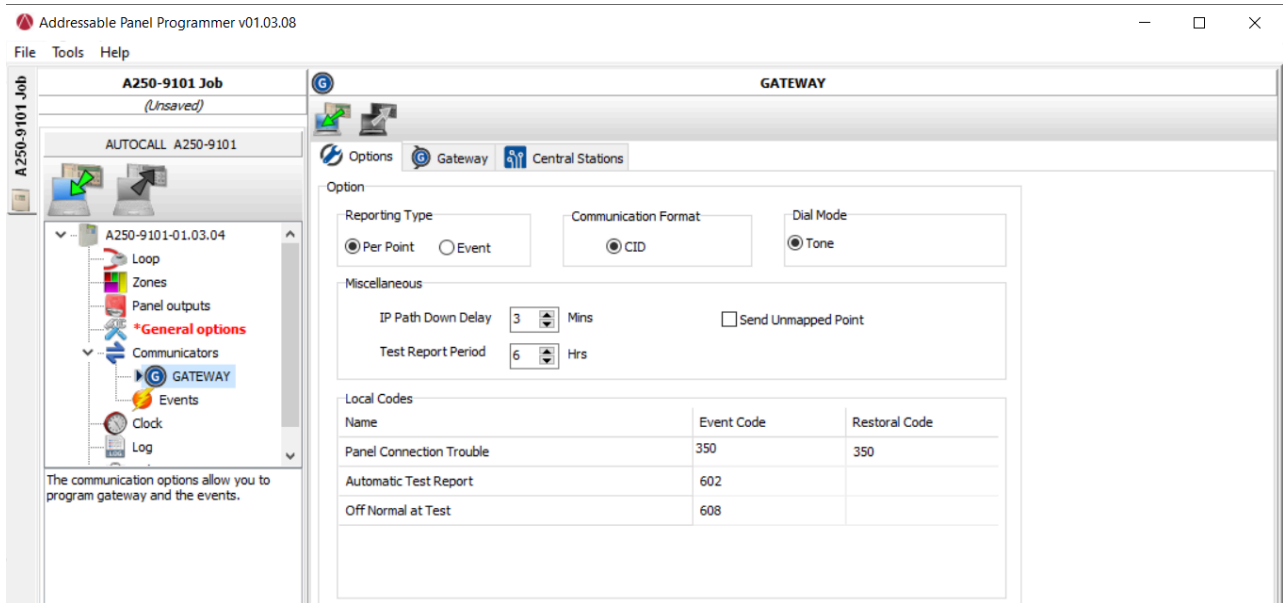 Addressable Panel Programmer v01.03.08
File Tools Help
A250-9101 Job
A250-9101 Job
(Unsaved)
AUTOCALL A250-9101
A250-9101-01.03.04
Loop
Zones
Panel outputs
*General options
Communicators
G GATEWAY
Events
Clock
LOG Log
The communication options allow you to
program gateway and the events.
G GATEWAY
Options G Gateway Central Stations
Option
Reporting Type
Per Point Event
Communication Format
CID
Dial Mode
Tone
Miscellaneous
IP Path Down Delay 3 Mins
Send Unmapped Point
Test Report Period 6 Hrs
Local Codes
Name Event Code Restoral Code
Panel Connection Trouble 350 350
Automatic Test Report 602
Off Normal at Test 608